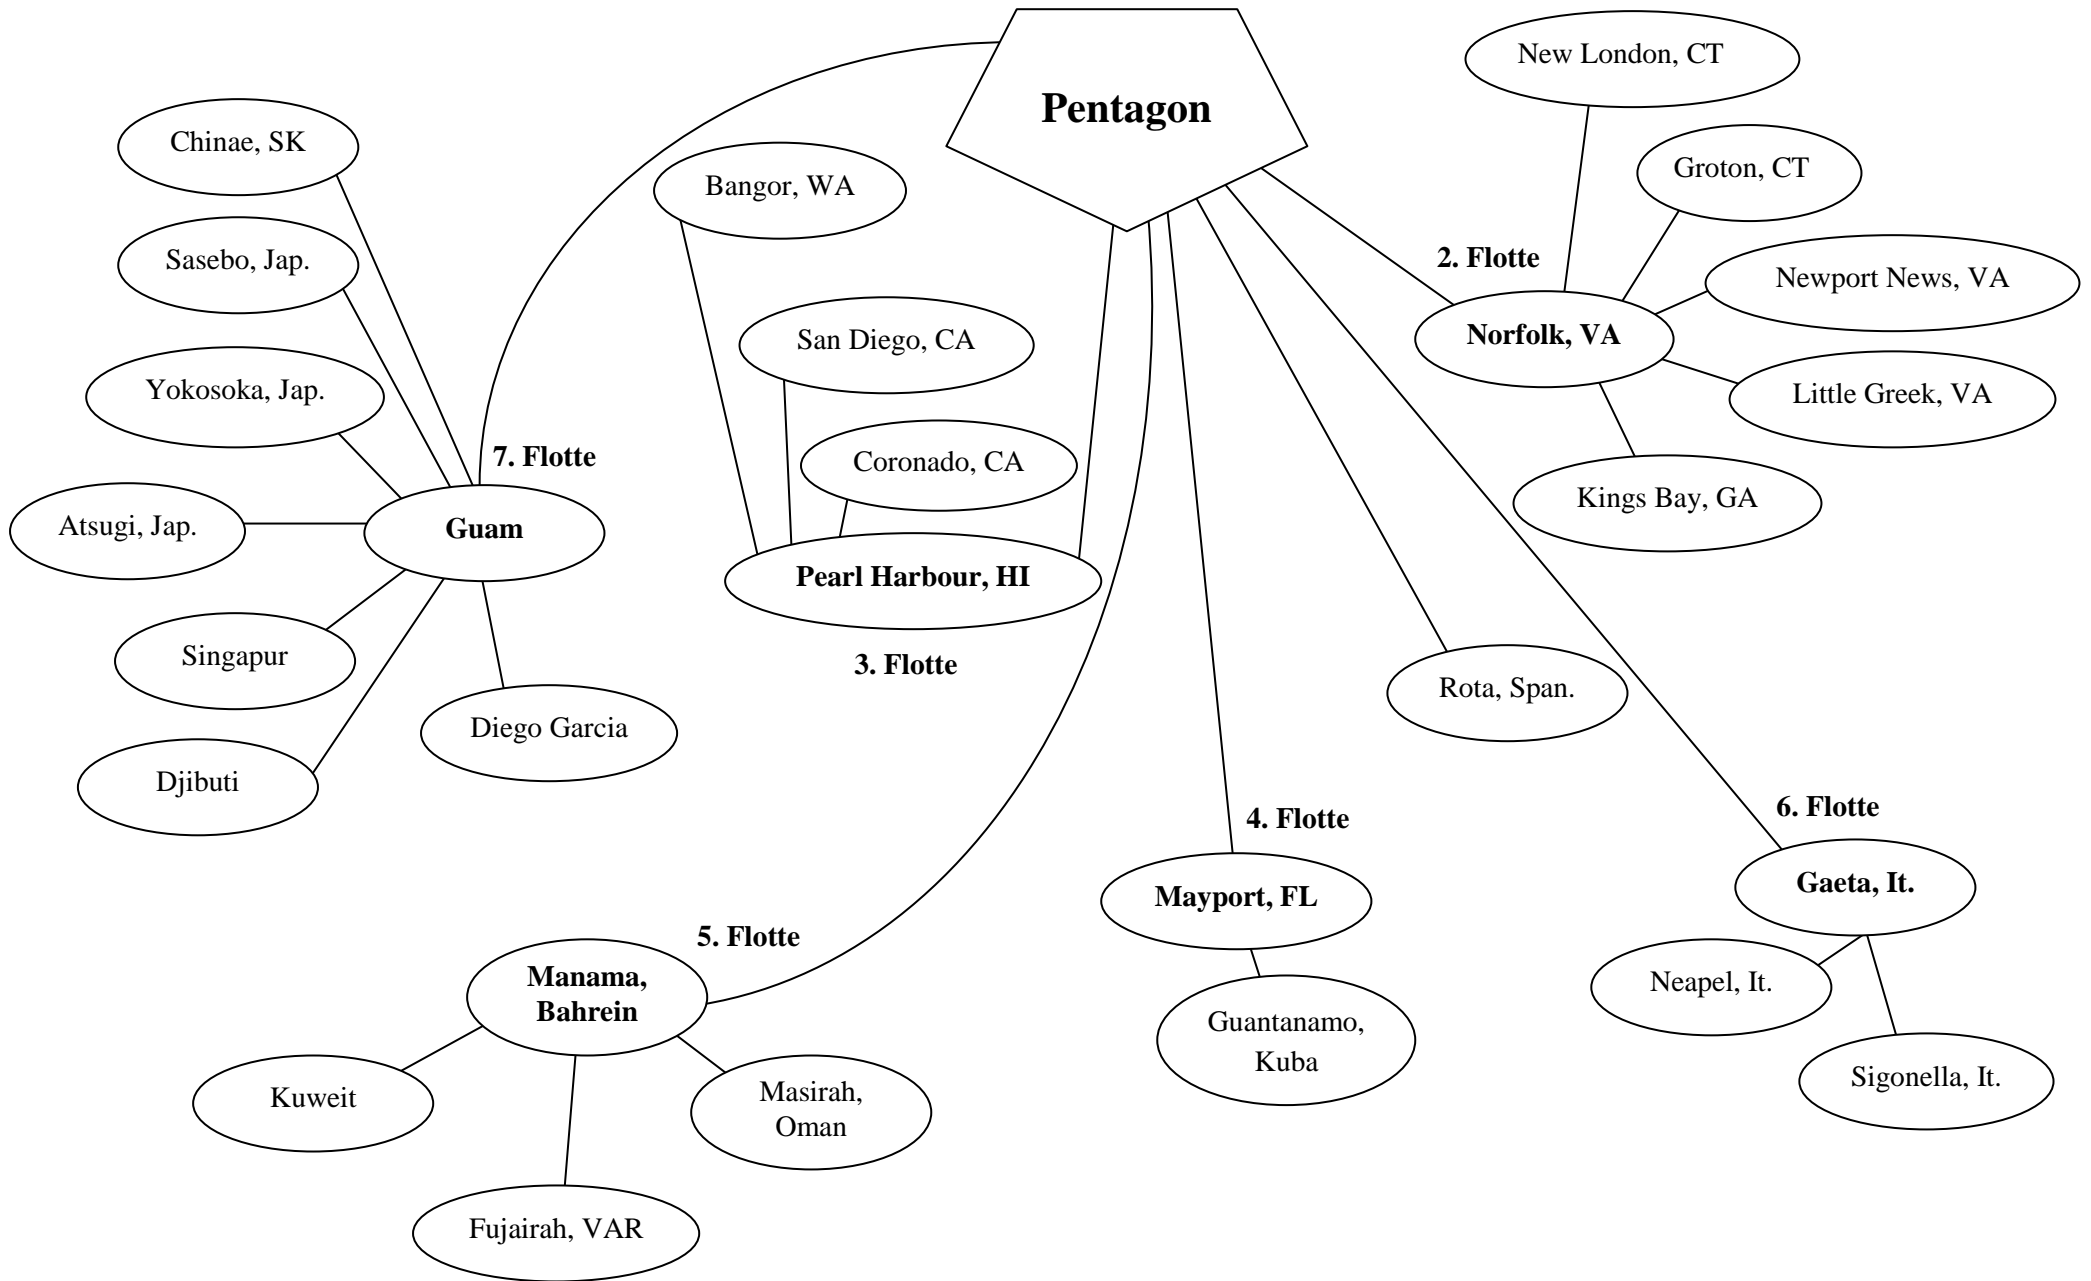 Pentagon
New London, CT
Groton, CT
2. Flotte
Newport News, VA
Norfolk, VA
Little Greek, VA
Kings Bay, GA
Chinae, SK
Sasebo, Jap.
Yokosoka, Jap.
7. Flotte
Atsugi, Jap.
Guam
Singapur
Diego Garcia
Djibuti
Bangor, WA
San Diego, CA
Coronado, CA
Pearl Harbour, HI
3. Flotte
Rota, Span.
6. Flotte
Gaeta, It.
Neapel, It.
Sigonella, It.
4. Flotte
Mayport, FL
Guantanamo,
Kuba
5. Flotte
Manama,
Bahrein
Kuweit
Masirah,
Oman
Fujairah, VAR